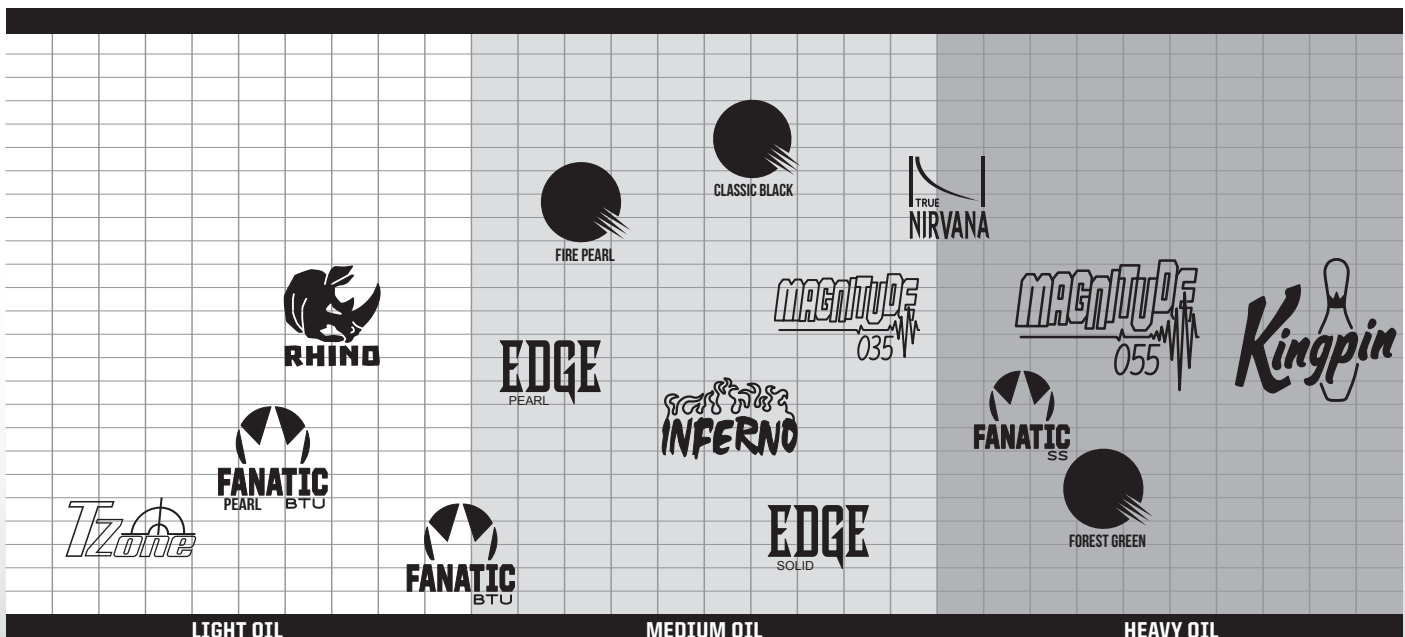 CLASSIC BLACK
FIRE PEARL
TRUE
NIRVANA
RHINO
MAGNITUDE
035
MAGNITUDE
055
Kingpin
EDGE
PEARL
INFERNO
FANATIC
SS
FANATIC
PEARL BTU
TZone
FANATIC
BTU
EDGE
SOLID
FOREST GREEN
LIGHT OIL
MEDIUM OIL
HEAVY OIL